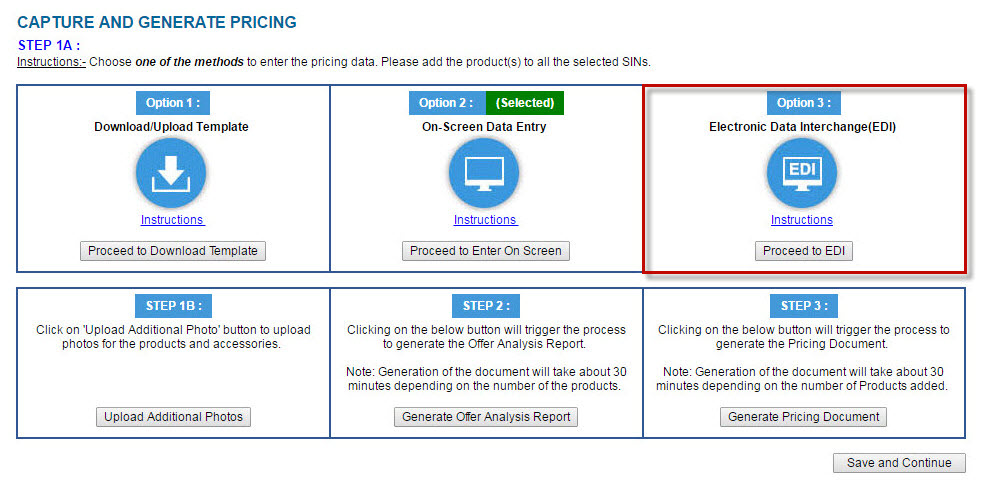 CAPTURE AND GENERATE PRICING
STEP 1A :
Instructions:- Choose one of the methods to enter the pricing data. Please add the product(s) to all the selected SINs.
Option 1 :
Download/Upload Template
Instructions
Proceed to Download Template
Option 2 : (Selected)
On-Screen Data Entry
Instructions
Proceed to Enter On Screen
Option 3 :
Electronic Data Interchange(EDI)
EDI
Instructions
Proceed to EDI
STEP 1B :
Click on 'Upload Additional Photo' button to upload
photos for the products and accessories.
Upload Additional Photos
STEP 2 :
Clicking on the below button will trigger the process
to generate the Offer Analysis Report.
Note: Generation of the document will take about 30
minutes depending on the number of the products.
Generate Offer Analysis Report
STEP 3 :
Clicking on the below button will trigger the process to
generate the Pricing Document.
Note: Generation of the document will take about 30
minutes depending on the number of Products added.
Generate Pricing Document
Save and Continue